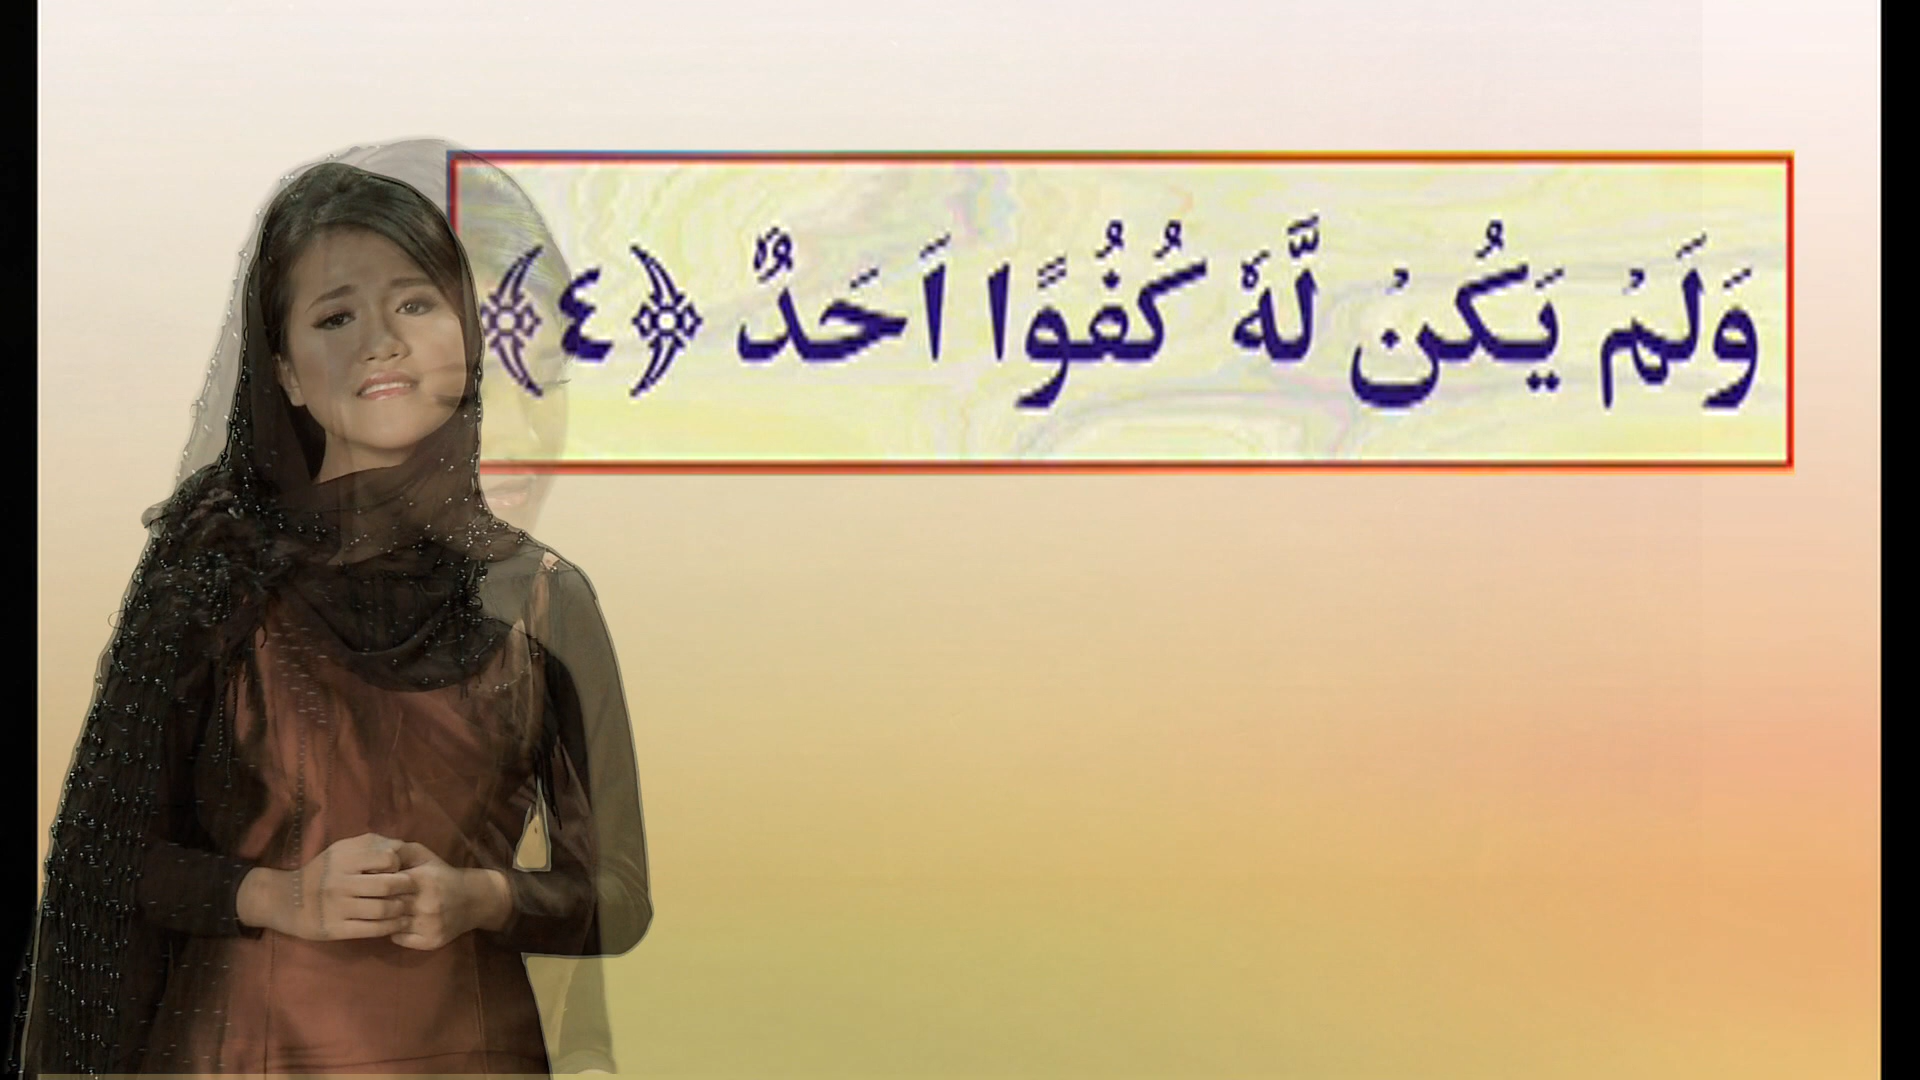 وَلَمْ يَكُنْ لَّهٗ كُفُوًا اَحَدٌ ﴿٤﴾